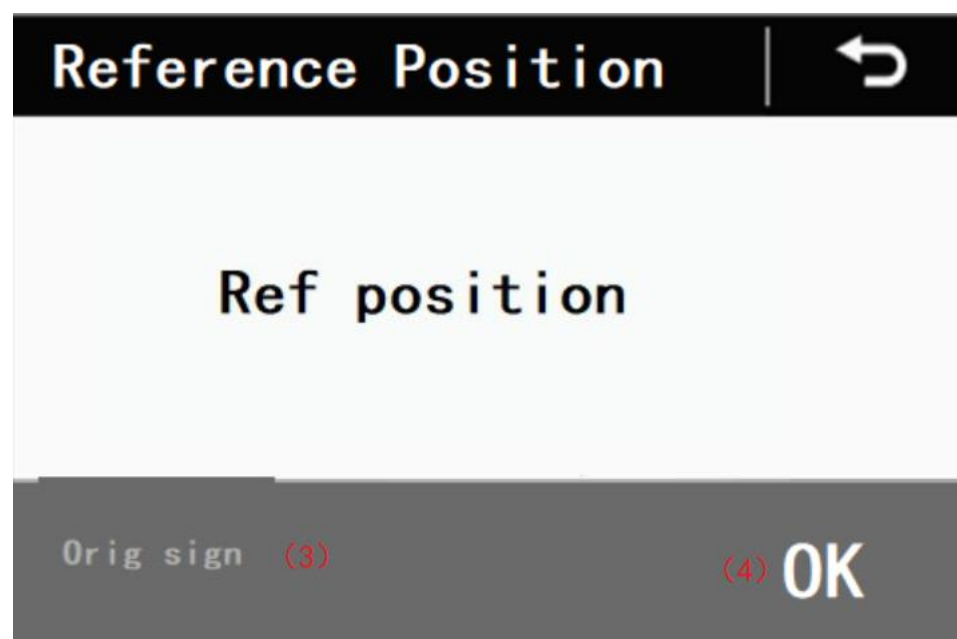 Reference Position
Ref position
Orig sign (3)
(4) OK